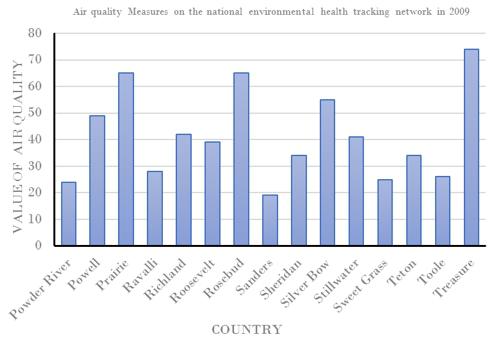 Air quality Measures on the national environmental health tracking network in 2009
VALUE OF AIR QUALITY
80
70
60
50
40
30
20
10
0
Powder River
Powell
Prairie
Ravalli
Richland
Roosevelt
Rosebud
Sanders
Sheridan
Silver Bow
Stillwater
Sweet Grass
Teton
Toole
Treasure
COUNTRY